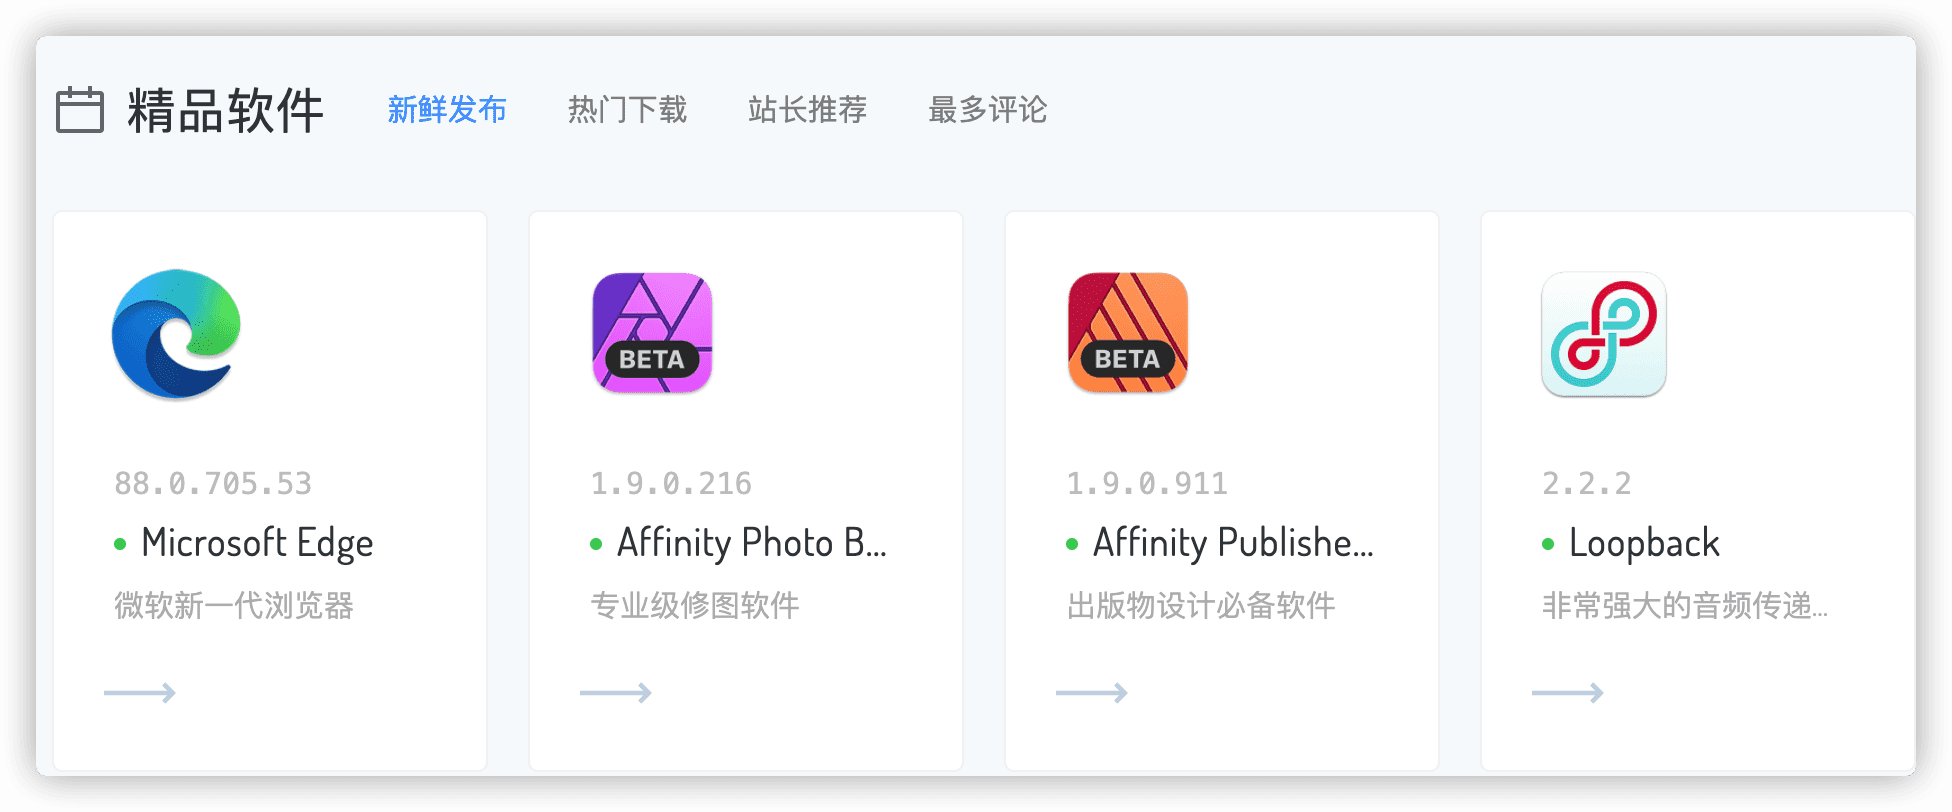 精品软件 新鲜发布 热门下载 站长推荐 最多评论
BETA
BETA
88.0.705.53
Microsoft Edge
微软新一代浏览器
1.9.0.216
Affinity Photo B...
专业级修图软件
1.9.0.911
Affinity Publishe...
出版物设计必备软件
2.2.2
Loopback
非常强大的音频传递...